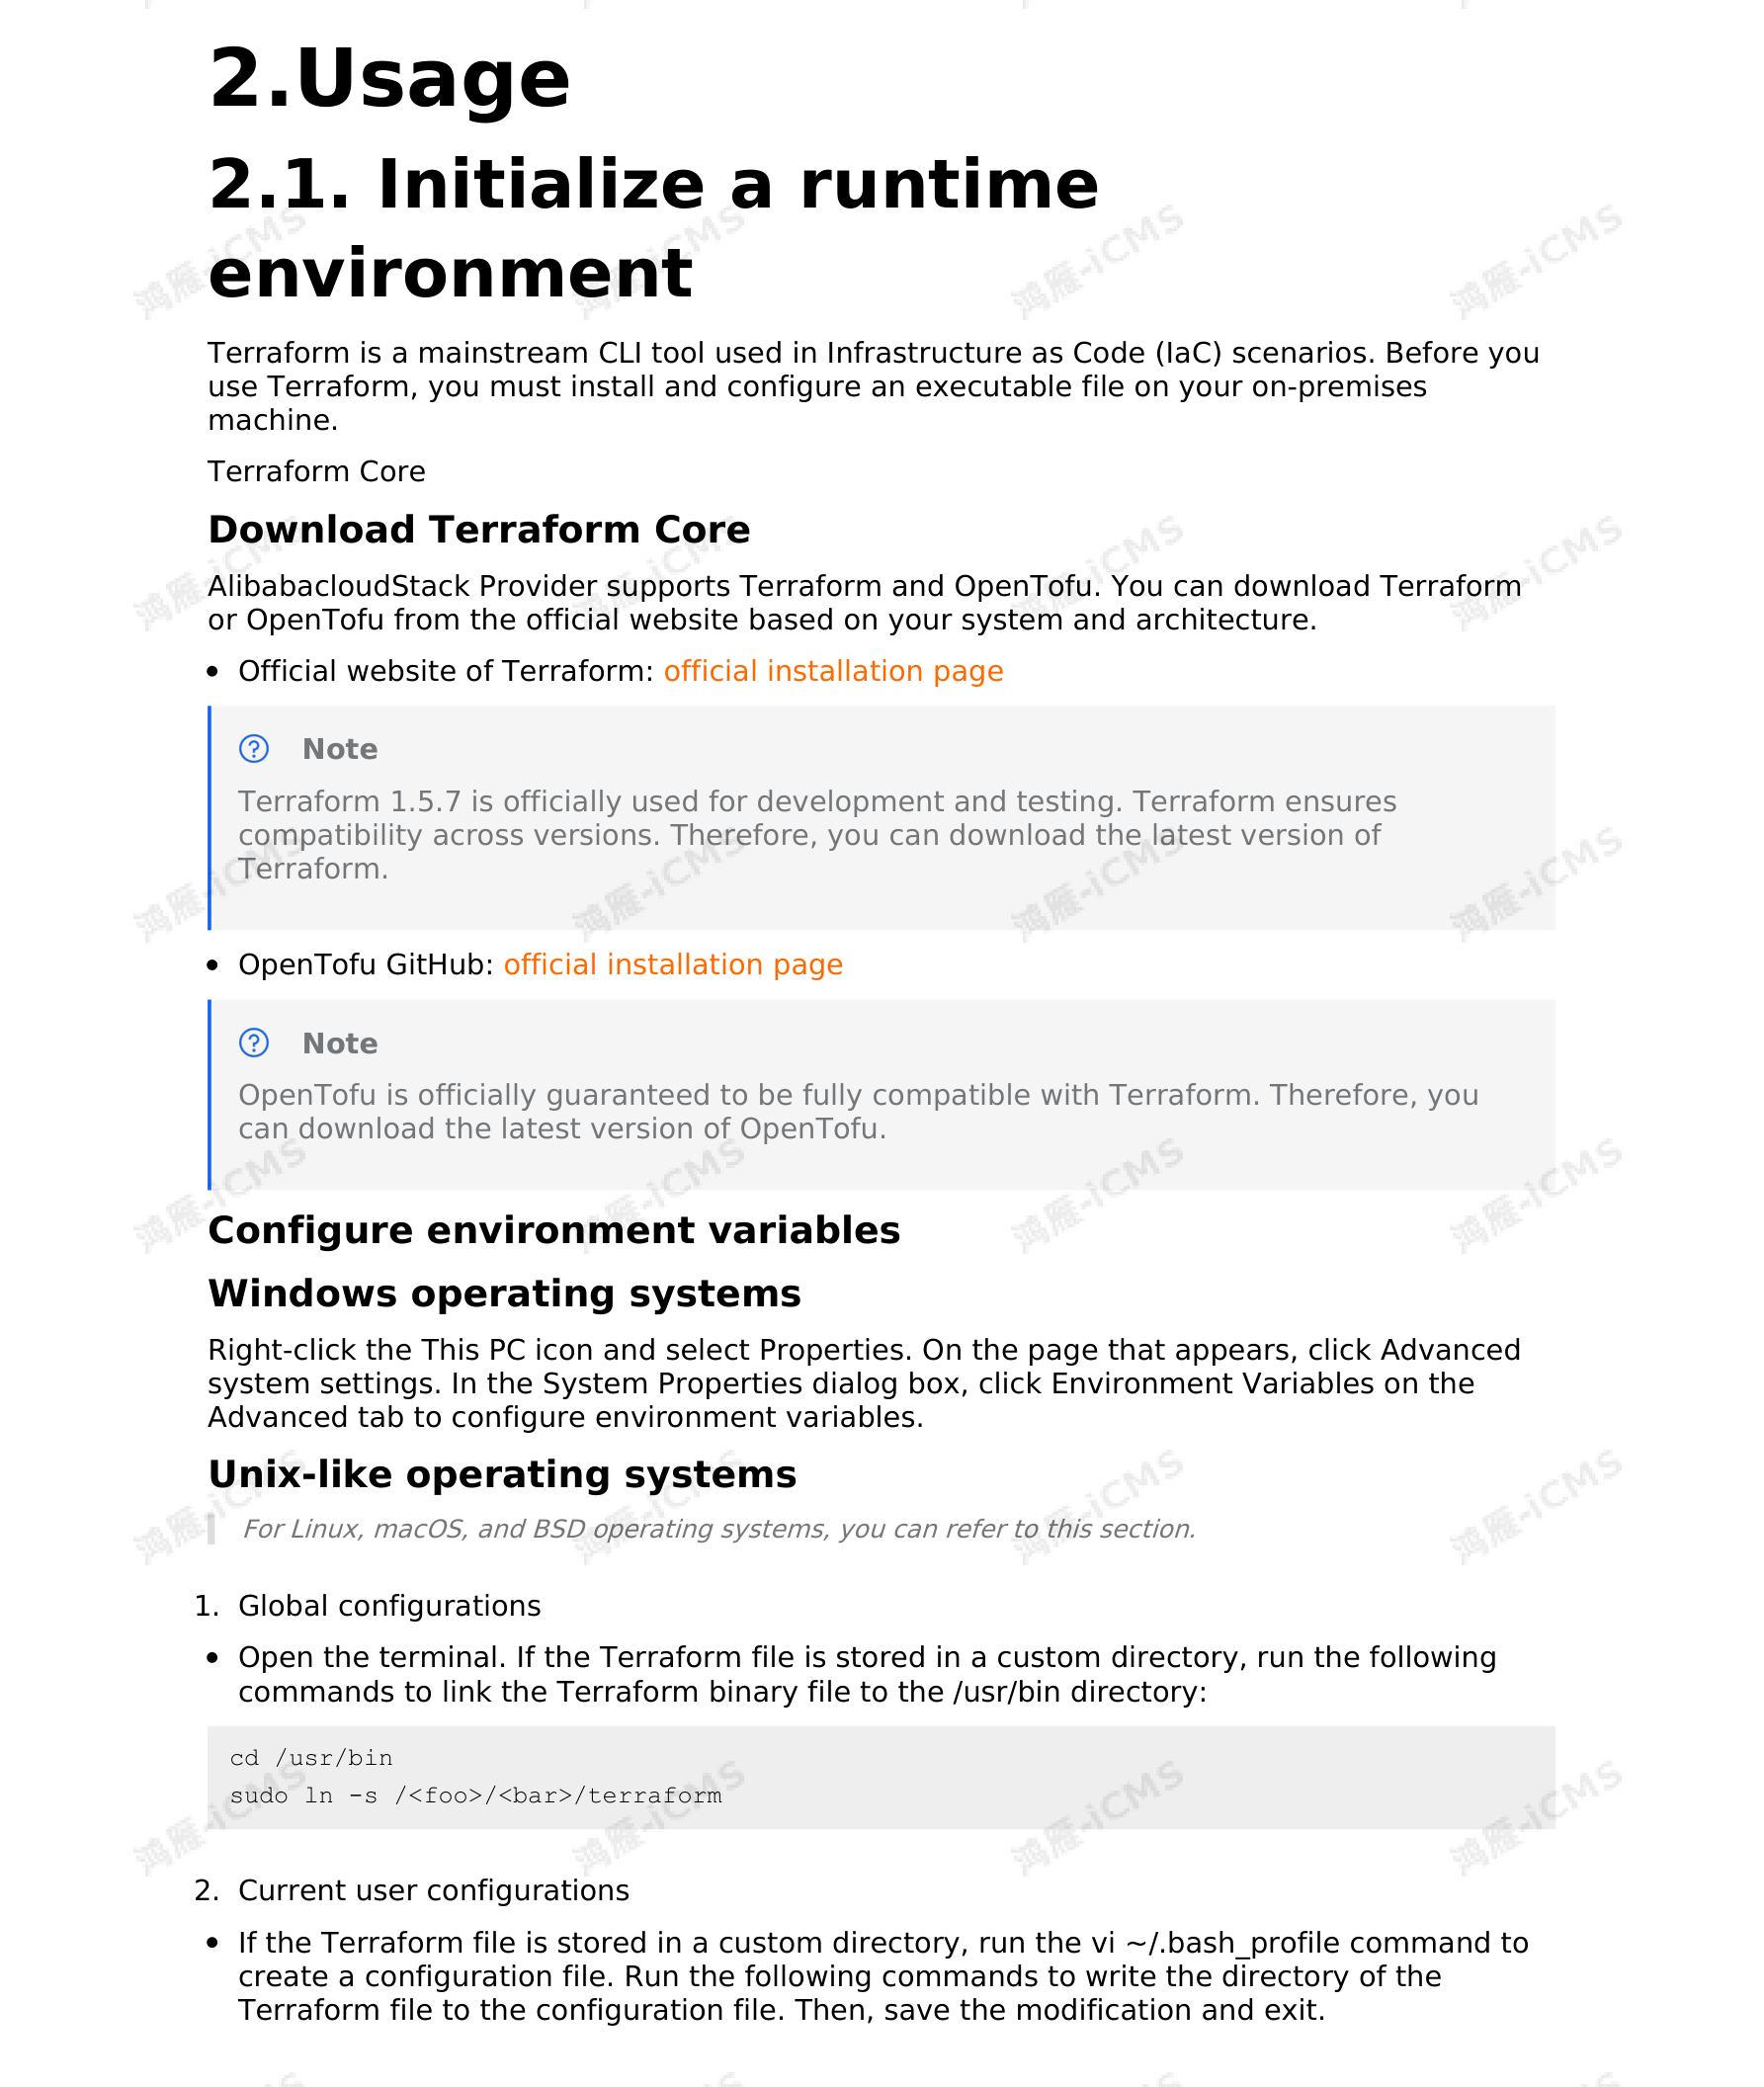 2.Usage
2.1. Initialize a runtime
environment
Terraform is a mainstream CLI tool used in Infrastructure as Code (IaC) scenarios. Before you
use Terraform, you must install and configure an executable file on your on-premises
machine.
Terraform Core
Download Terraform Core
AlibabacloudStack Provider supports Terraform and OpenTofu. You can download Terraform
or OpenTofu from the official website based on your system and architecture.
• Official website of Terraform: official installation page
Note
Terraform 1.5.7 is officially used for development and testing. Terraform ensures
compatibility across versions. Therefore, you can download the latest version of
Terraform.
• OpenTofu GitHub: official installation page
Note
OpenTofu is officially guaranteed to be fully compatible with Terraform. Therefore, you
can download the latest version of OpenTofu.
Configure environment variables
Windows operating systems
Right-click the This PC icon and select Properties. On the page that appears, click Advanced
system settings. In the System Properties dialog box, click Environment Variables on the
Advanced tab to configure environment variables.
Unix-like operating systems
For Linux, macOS, and BSD operating systems, you can refer to this section.
1. Global configurations
• Open the terminal. If the Terraform file is stored in a custom directory, run the following
commands to link the Terraform binary file to the /usr/bin directory:
cd /usr/bin
sudo ln -s /<foo>/<bar>/terraform
2. Current user configurations
• If the Terraform file is stored in a custom directory, run the vi ~/.bash_profile command to
create a configuration file. Run the following commands to write the directory of the
Terraform file to the configuration file. Then, save the modification and exit.
鸿雁-iCMS